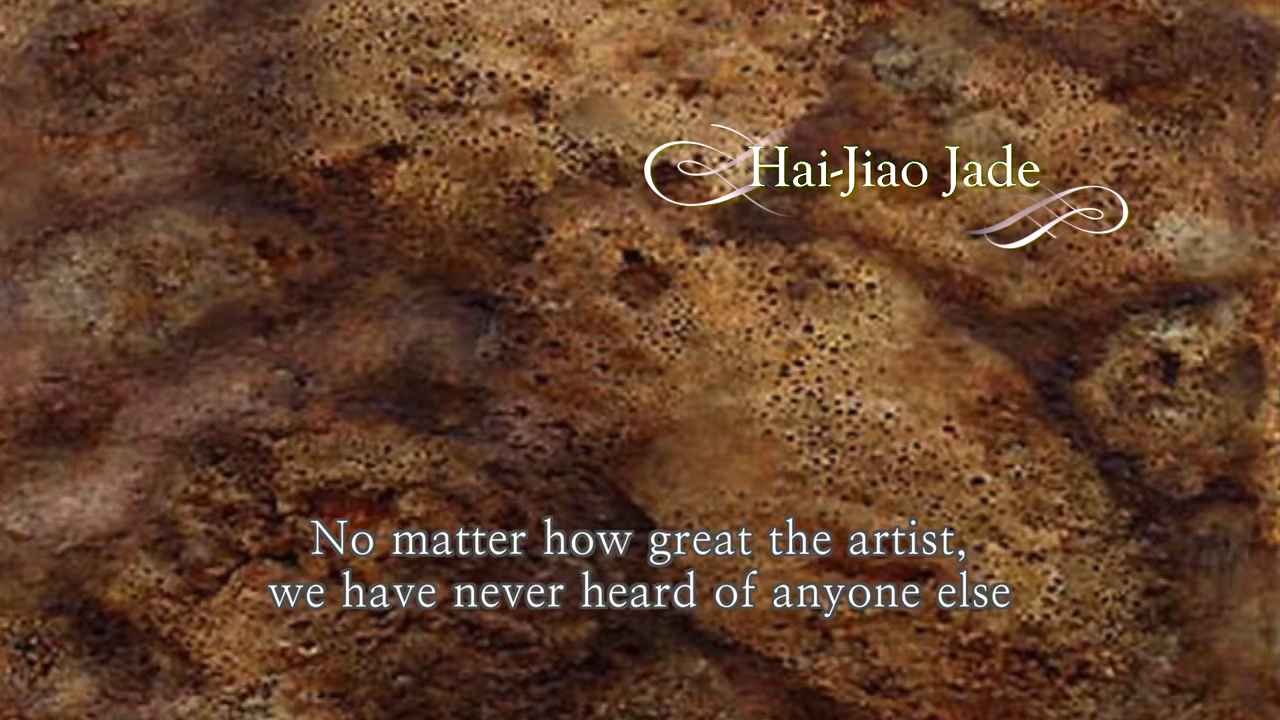 Hai-Jiao Jade
No matter how great the artist,
we have never heard of anyone else